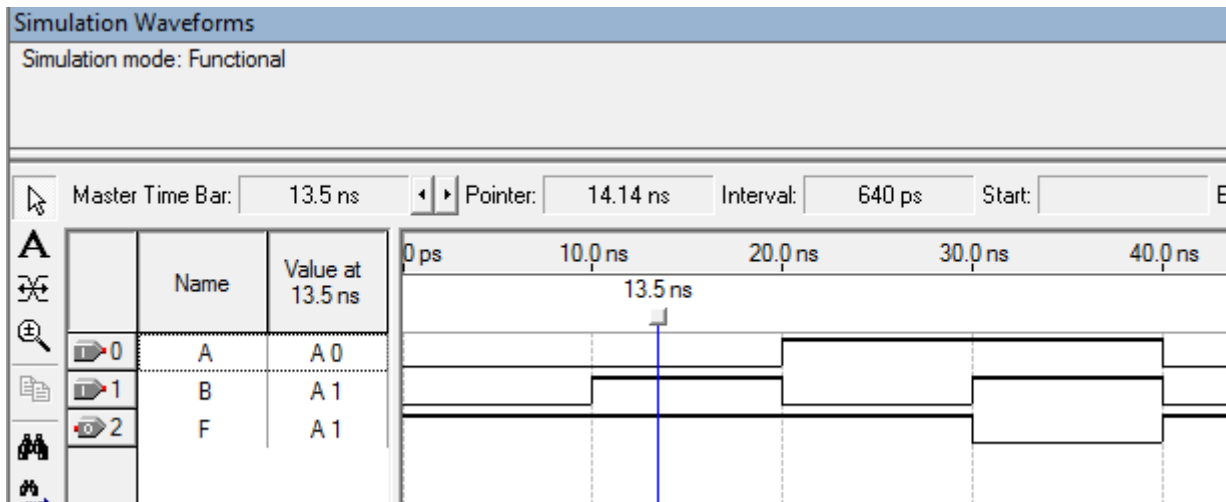 Simulation Waveforms
Simulation mode: Functional
Master Time Bar: 13.5 ns Pointer: 14.14 ns Interval: 640 ps Start: E
A
Name Value at 13.5 ns 0 ps 10.0 ns 20.0 ns 30.0 ns 40.0 ns
13.5 ns
0 A A 0
1 B A 1
2 F A 1